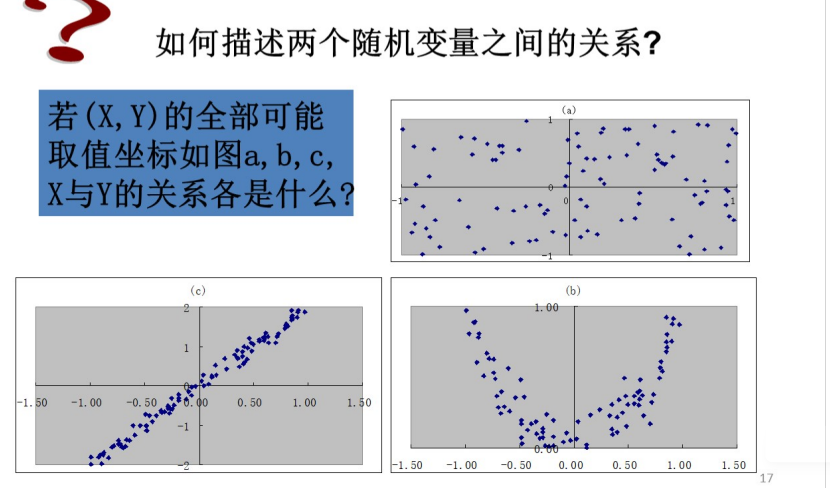 如何描述两个随机变量之间的关系?
若(X,Y)的全部可能
取值坐标如图a,b,c,
X与Y的关系各是什么?
(a)
1
0
-1 0 1
-1
(c)
2
1
0
-1.50 -1.00 -0.50 0.00 0.50 1.00 1.50
-1
-2
(b)
1.00
0.00
-1.50 -1.00 -0.50 0.00 0.50 1.00 1.50
17